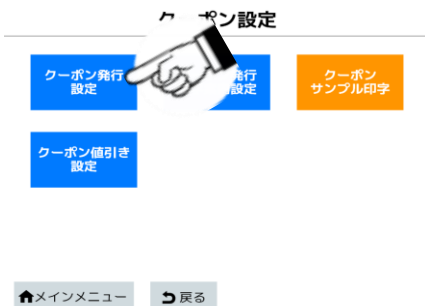 クーポン設定
クーポン発行
設定
発行
設定
クーポン
サンプル印字
クーポン値引き
設定
メインメニュー
戻る